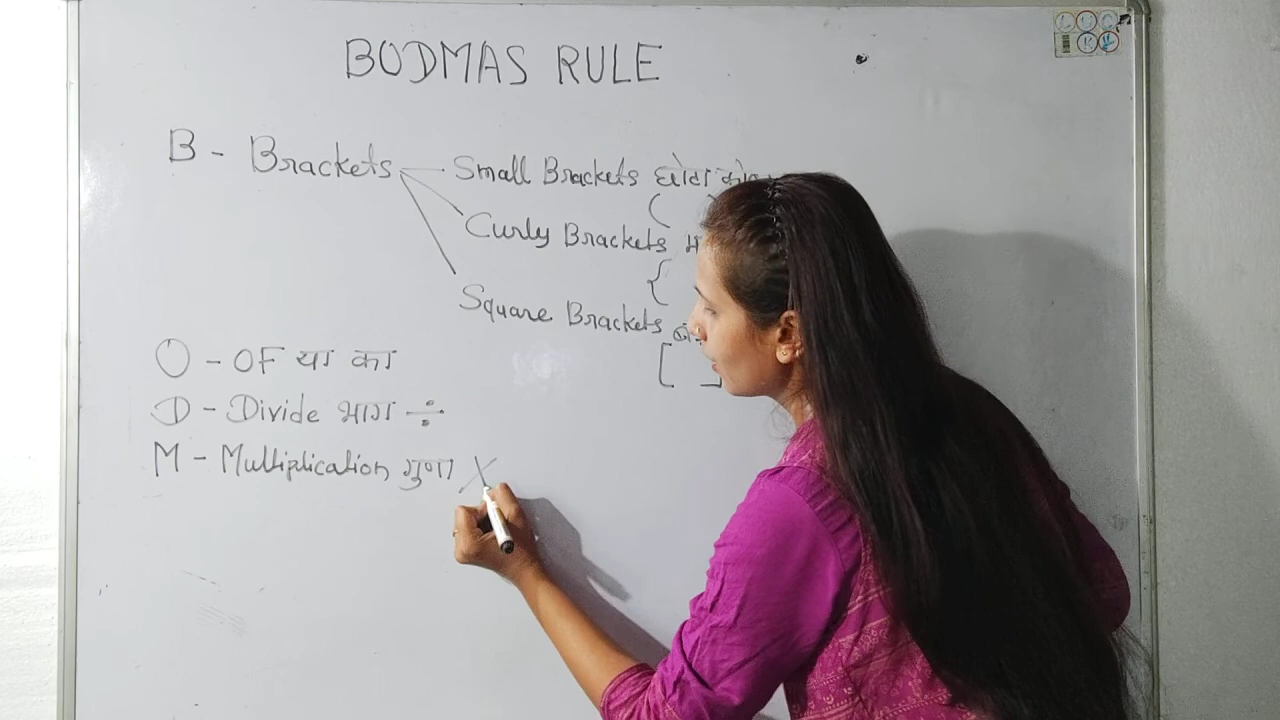 BODMAS RULE
B - Brackets
Small Brackets छोटा
(
Curly Brackets
{
Square Brackets
[ ]
O - OF या का
D - Divide भाग ÷
M - Multiplication गुणा ×